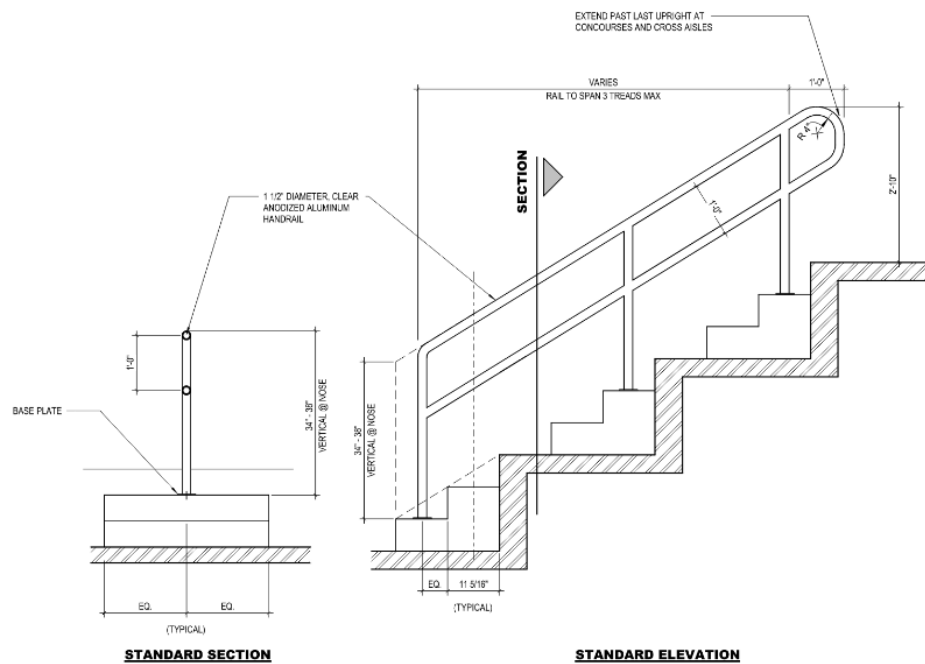 EXTEND PAST LAST UPRIGHT AT
CONCOURSES AND CROSS AISLES
VARIES
1'-0"
RAIL TO SPAN 3 TREADS MAX
R 4"
SECTION
2'-10"
1'-0"
1 1/2" DIAMETER, CLEAR
ANODIZED ALUMINUM
HANDRAIL
1'-0"
34" - 38"
VERTICAL @ NOSE
34" - 38"
VERTICAL @ NOSE
BASE PLATE
EQ.
11 5/16"
(TYPICAL)
EQ.
EQ.
(TYPICAL)
STANDARD SECTION
STANDARD ELEVATION